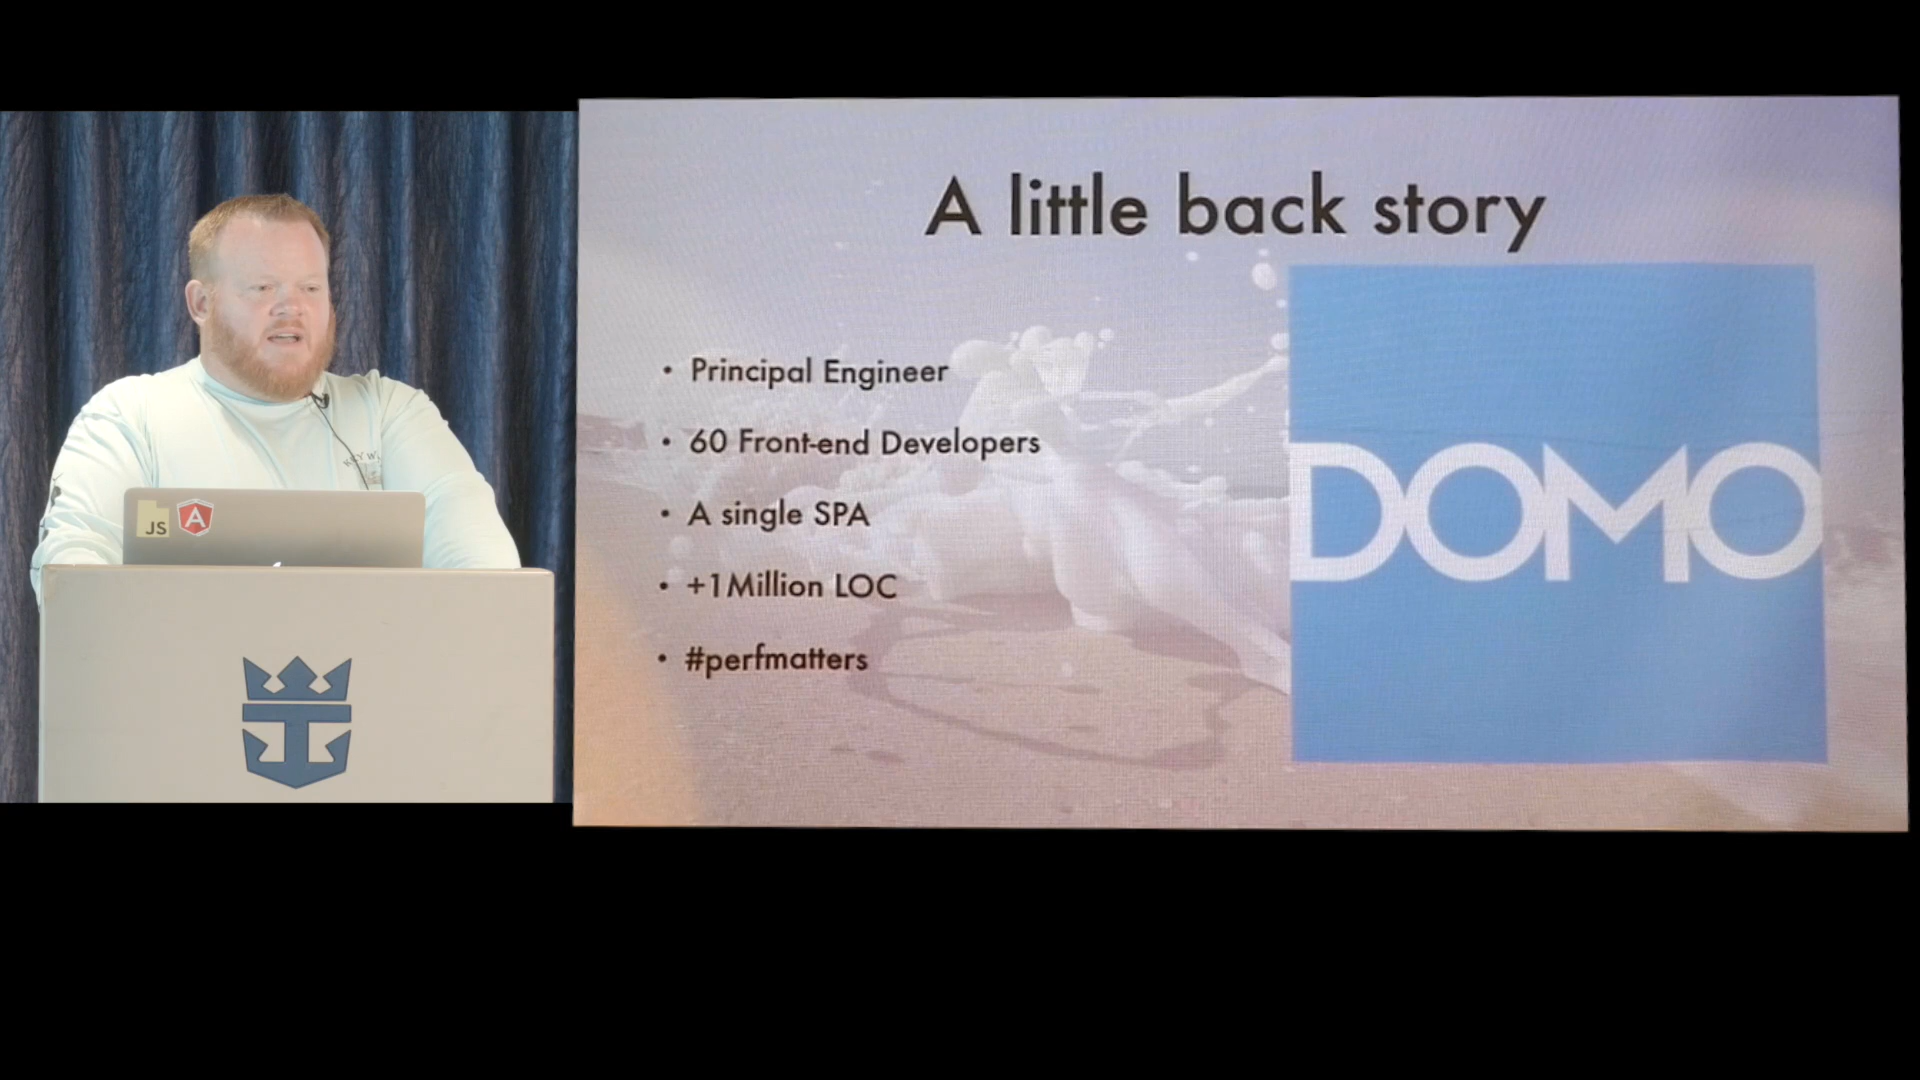 A little back story
• Principal Engineer
• 60 Front-end Developers
• A single SPA
• +1Million LOC
• #perfmatters
DOMO
JS
A